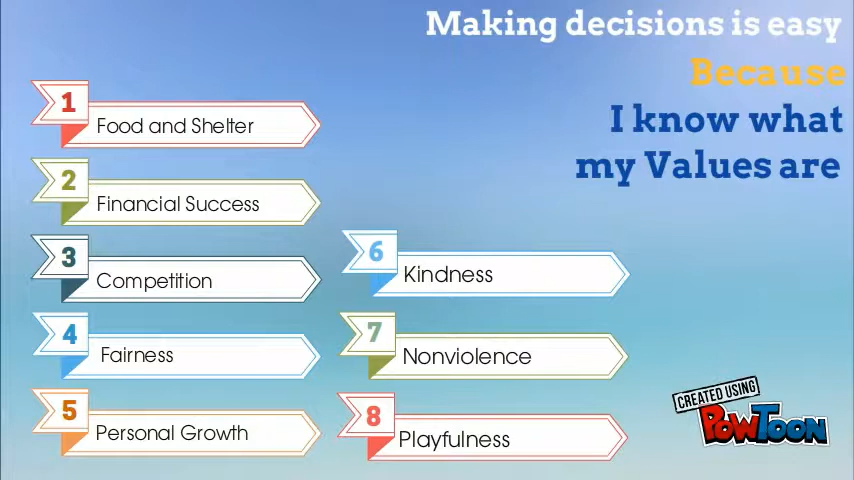 Making decisions is easy
Because
I know what
my Values are
1
Food and Shelter
2
Financial Success
3
Competition
4
Fairness
5
Personal Growth
6
Kindness
7
Nonviolence
8
Playfulness
CREATED USING
POWTOON